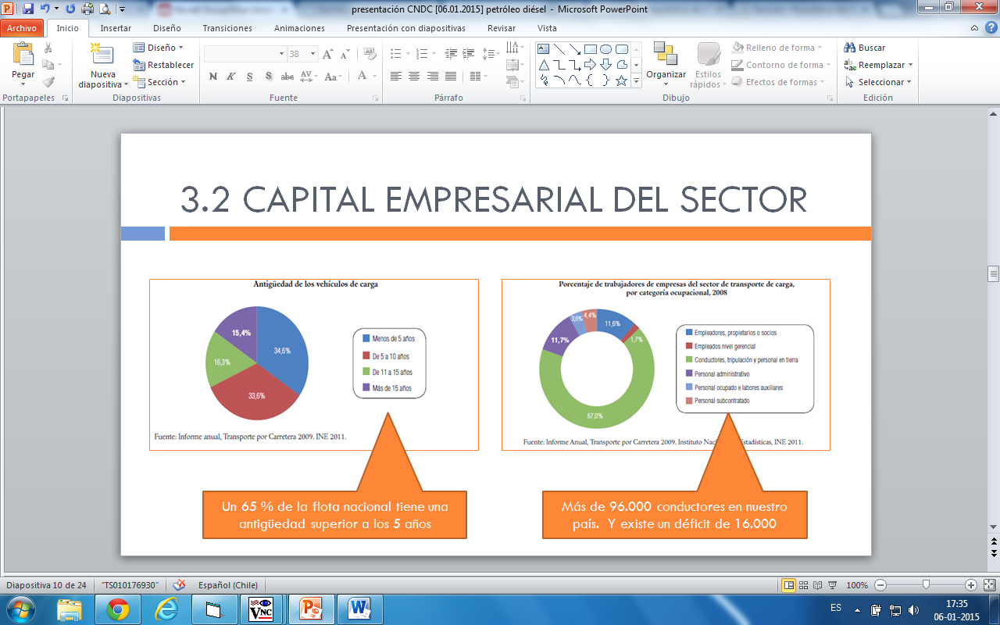 presentación CNDC [06.01.2015] petróleo diésel - Microsoft PowerPoint
Archivo Inicio Insertar Diseño Transiciones Animaciones Presentación con diapositivas Revisar Vista
Pegar
Portapapeles
Nueva diapositiva
Diseño
Restablecer
Sección
Diapositivas
38
N K S S abc AV Aa A
Fuente
Párrafo
Organizar
Estilos rápidos
Relleno de forma
Contorno de forma
Efectos de formas
Dibujo
Buscar
Reemplazar
Seleccionar
Edición
3.2 CAPITAL EMPRESARIAL DEL SECTOR
Antigüedad de los vehículos de carga
15,4%
34,6%
16,3%
33,6%
Menos de 5 años
De 5 a 10 años
De 11 a 15 años
Más de 15 años
Fuente: Informe anual, Transporte por Carretera 2009. INE 2011.
Un 65 % de la flota nacional tiene una
antigüedad superior a los 5 años
Porcentaje de trabajadores de empresas del sector de transporte de carga,
por categoría ocupacional, 2008
3,6%
4,4%
11,6%
1,7%
11,7%
67,0%
Empleadores, propietarios o socios
Empleados nivel gerencial
Conductores, tripulación y personal en tierra
Personal administrativo
Personal ocupado e labores auxiliares
Personal subcontratado
Fuente: Informe Anual, Transporte por Carretera 2009. Instituto Estadísticas, INE 2011.
Más de 96.000 conductores en nuestro
país. Y existe un déficit de 16.000
Diapositiva 10 de 24 "TS010176930" Español (Chile) 100%
VNC
ES
17:35
06-01-2015